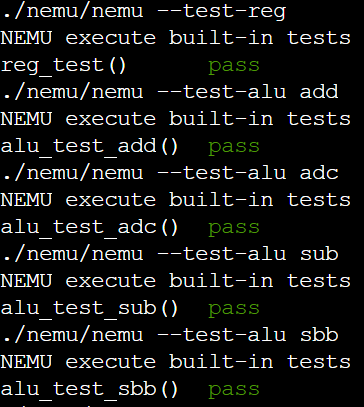 ./nemu/nemu --test-reg
NEMU execute built-in tests
reg_test()      pass
./nemu/nemu --test-alu add
NEMU execute built-in tests
alu_test_add()  pass
./nemu/nemu --test-alu adc
NEMU execute built-in tests
alu_test_adc()  pass
./nemu/nemu --test-alu sub
NEMU execute built-in tests
alu_test_sub()  pass
./nemu/nemu --test-alu sbb
NEMU execute built-in tests
alu_test_sbb()  pass